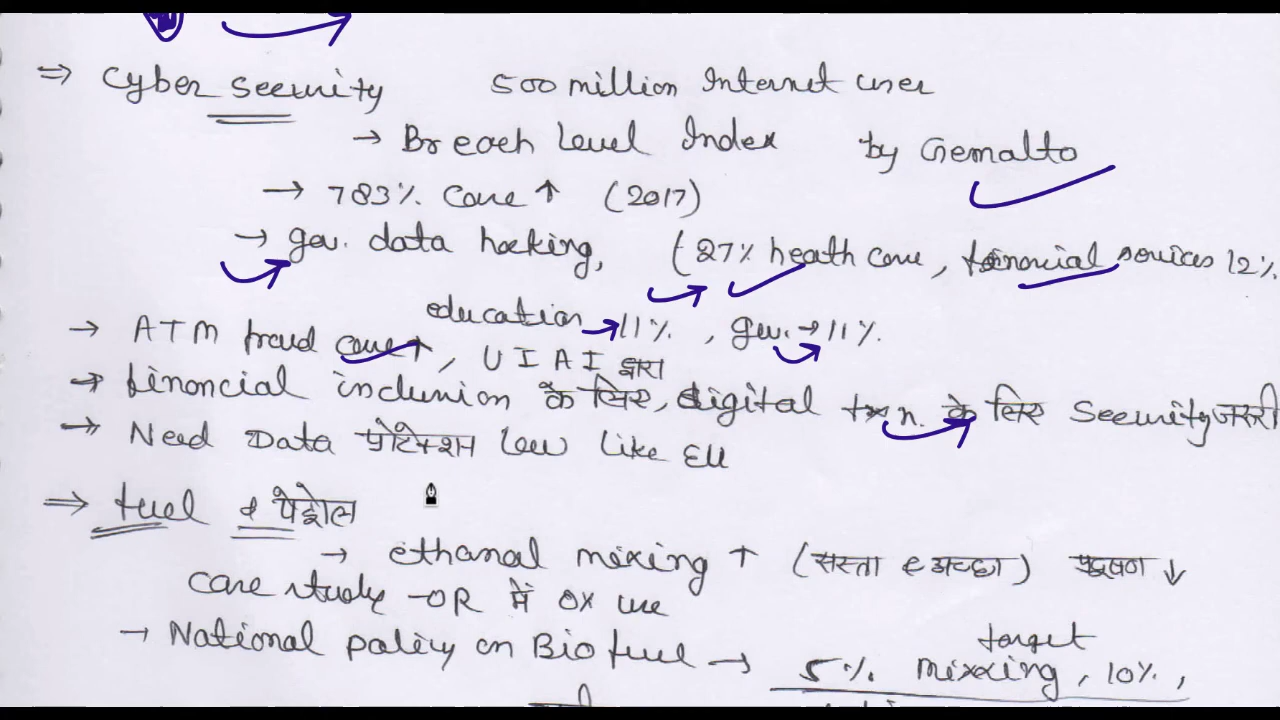 ⇒ Cyber Security 500 million Internet user
→ Breach Level Index by Gemalto
→ 783% case ↑ (2017)
→ gov. data hacking, (27% health care, financial services 12%
education → 11%, gov. → 11%
→ ATM fraud case ↑, UIAI द्वारा
→ financial inclusion के लिए, digital txn. के लिए Security जरूरी
→ Need Data प्रोटेक्शन law like EU
⇒ fuel & पेट्रोल
→ ethanal mixing ↑ (सस्ता & अच्छा) प्रदूषण ↓
case study - OR में OX use
→ National policy on Bio fuel → target
5% mixxing, 10%,